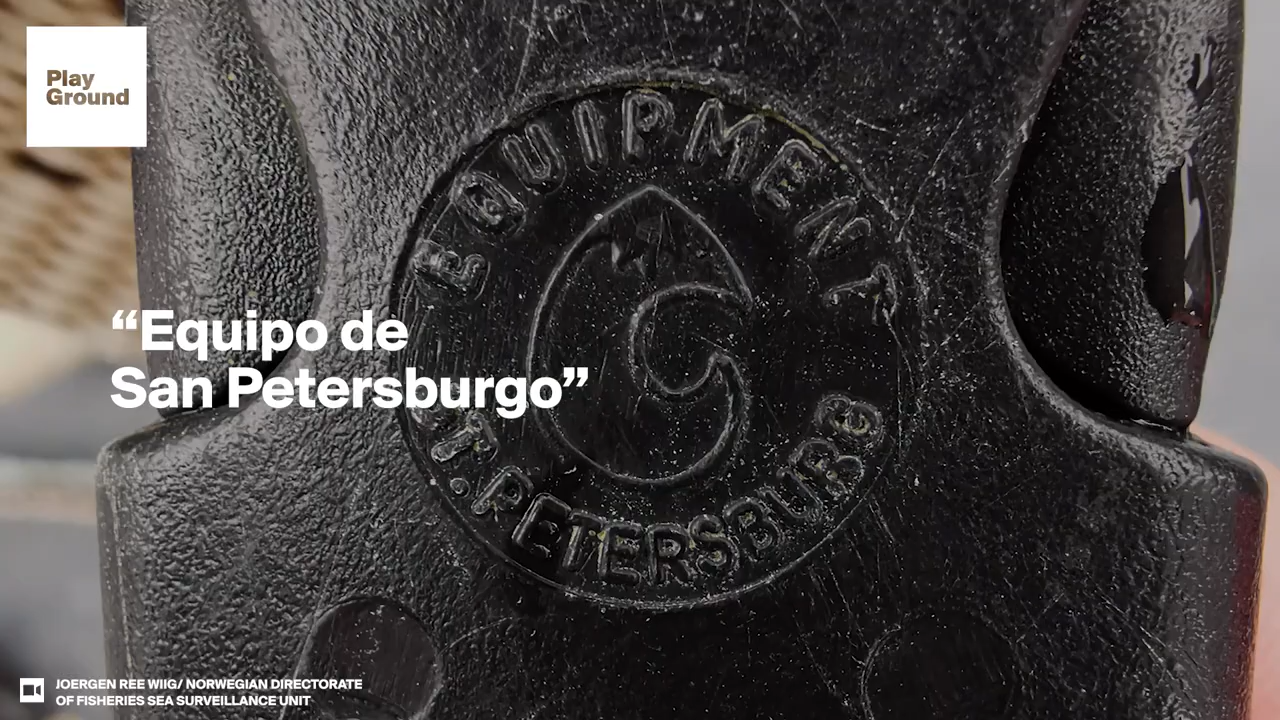 Play
Ground
EQUIPMENT
“Equipo de
San Petersburgo”
ST.PETERSBURG
JOERGEN REE WIIG/ NORWEGIAN DIRECTORATE
OF FISHERIES SEA SURVEILLANCE UNIT